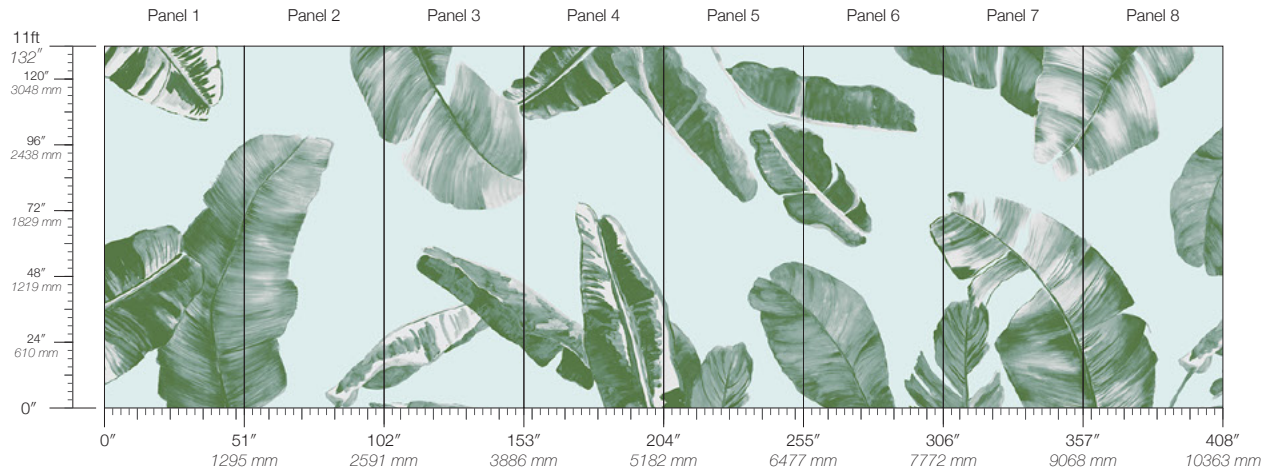 Panel 1 Panel 2 Panel 3 Panel 4 Panel 5 Panel 6 Panel 7 Panel 8
11ft
132″
120″
3048 mm
96″
2438 mm
72″
1829 mm
48″
1219 mm
24″
610 mm
0″
0″ 51″ 102″ 153″ 204″ 255″ 306″ 357″ 408″
1295 mm 2591 mm 3886 mm 5182 mm 6477 mm 7772 mm 9068 mm 10363 mm